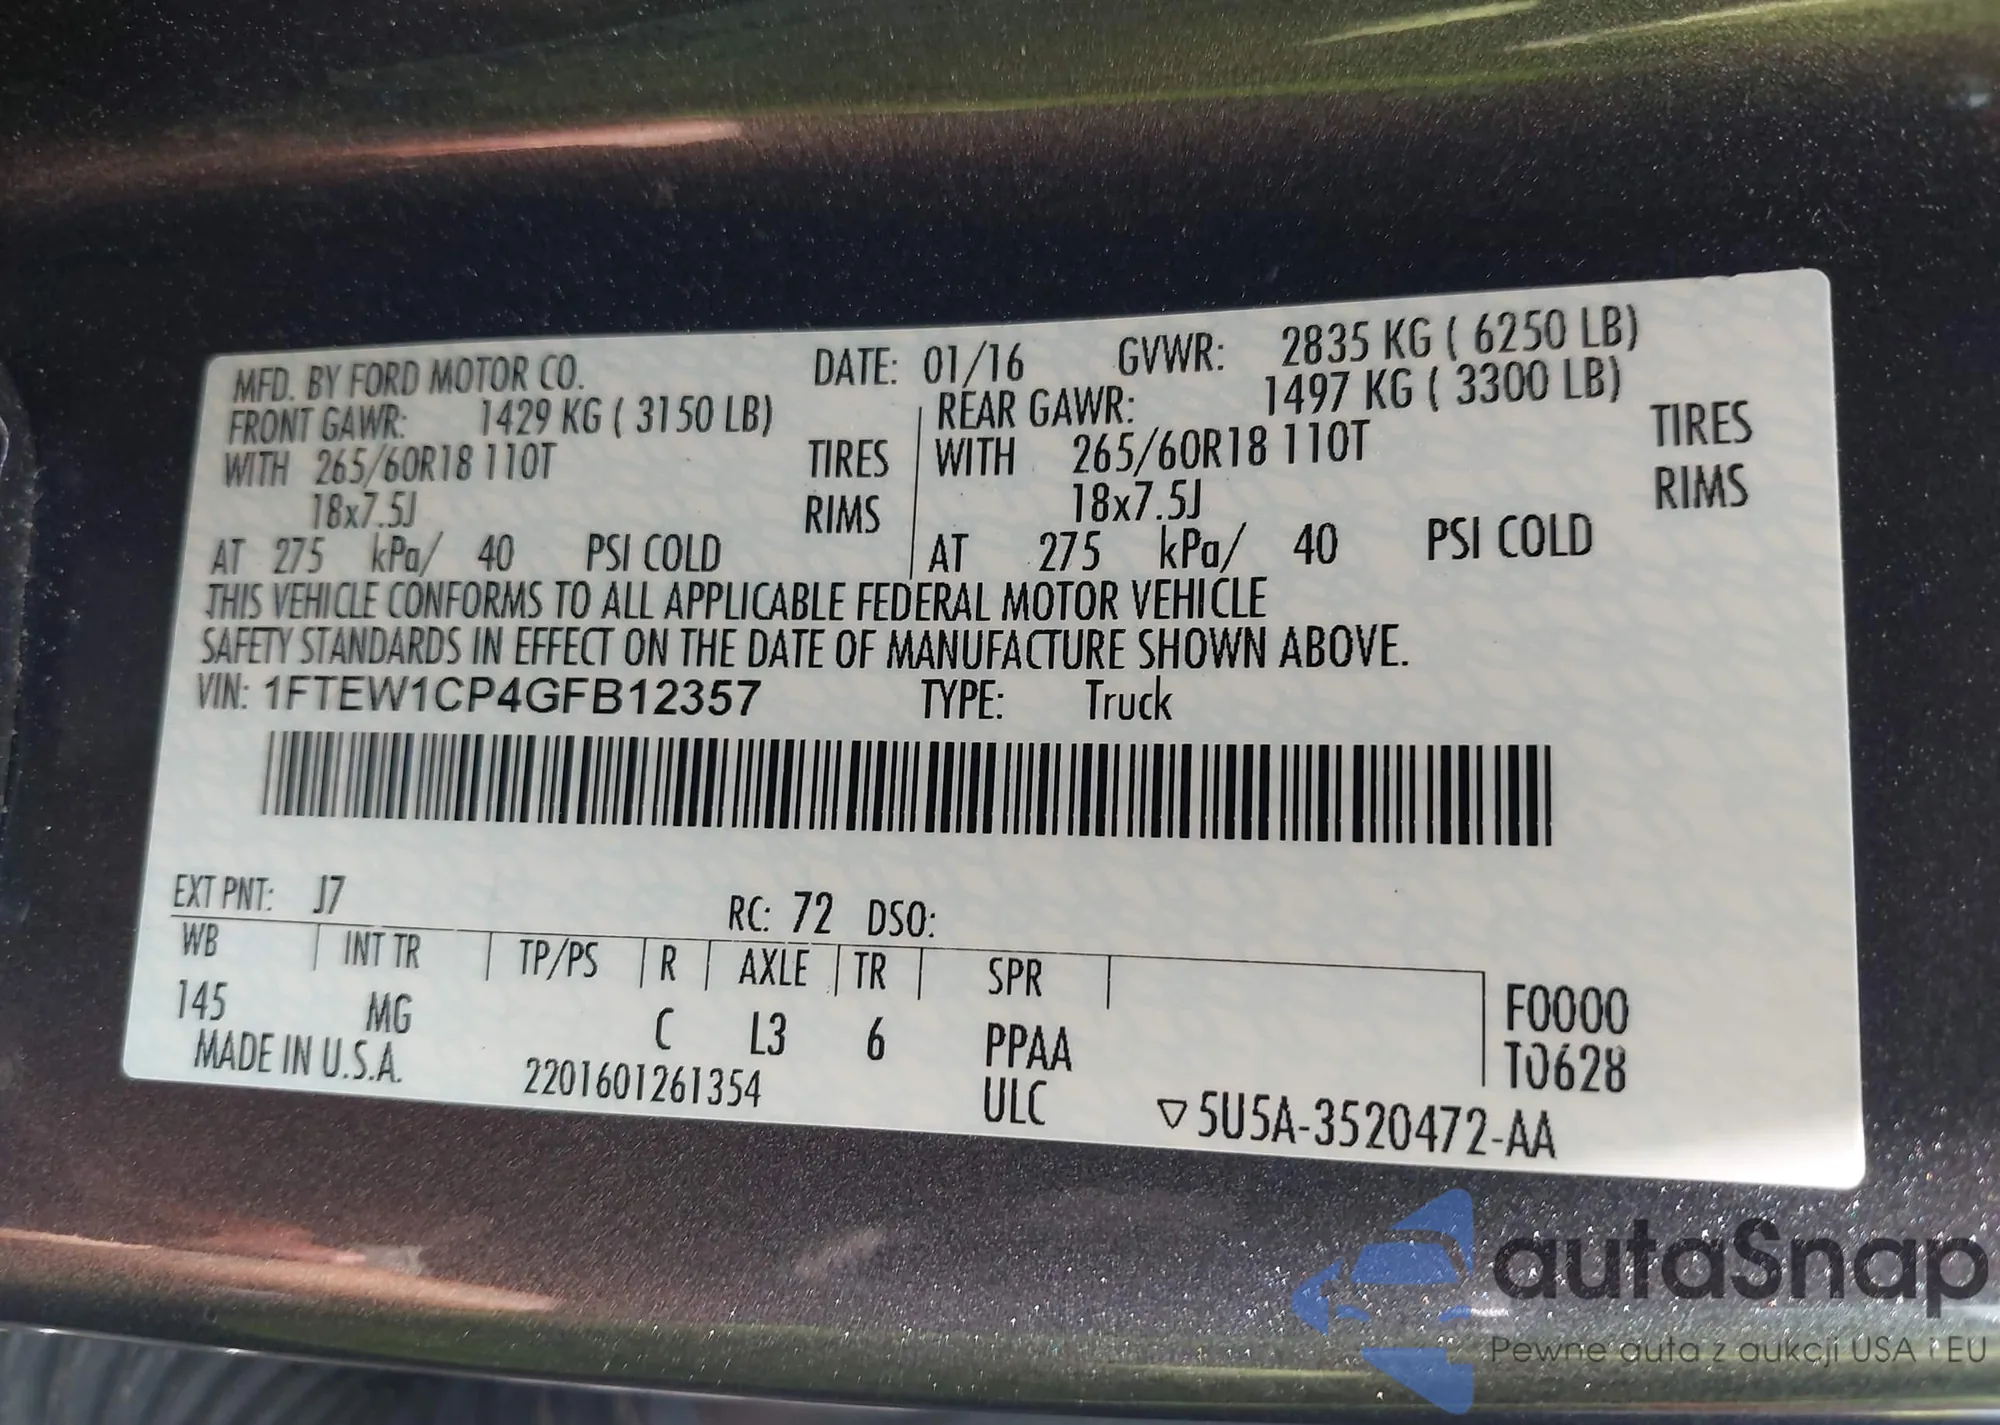 MFD. BY FORD MOTOR CO. DATE: 01/16 GVWR: 2835 KG ( 6250 LB)
FRONT GAWR: 1429 KG ( 3150 LB) REAR GAWR: 1497 KG ( 3300 LB)
WITH 265/60R18 110T TIRES WITH 265/60R18 110T TIRES
18x7.5J RIMS 18x7.5J RIMS
AT 275 kPa/ 40 PSI COLD AT 275 kPa/ 40 PSI COLD
THIS VEHICLE CONFORMS TO ALL APPLICABLE FEDERAL MOTOR VEHICLE
SAFETY STANDARDS IN EFFECT ON THE DATE OF MANUFACTURE SHOWN ABOVE.
VIN: 1FTEW1CP4GFB12357 TYPE: Truck
EXT PNT: J7 RC: 72 DSO:
WB INT TR TP/PS R AXLE TR SPR F0000
145 MG C L3 6 PPAA T0628
MADE IN U.S.A. 2201601261354 ULC ▽5U5A-3520472-AA
autaSnap
Pewne auta z aukcji USA i EU